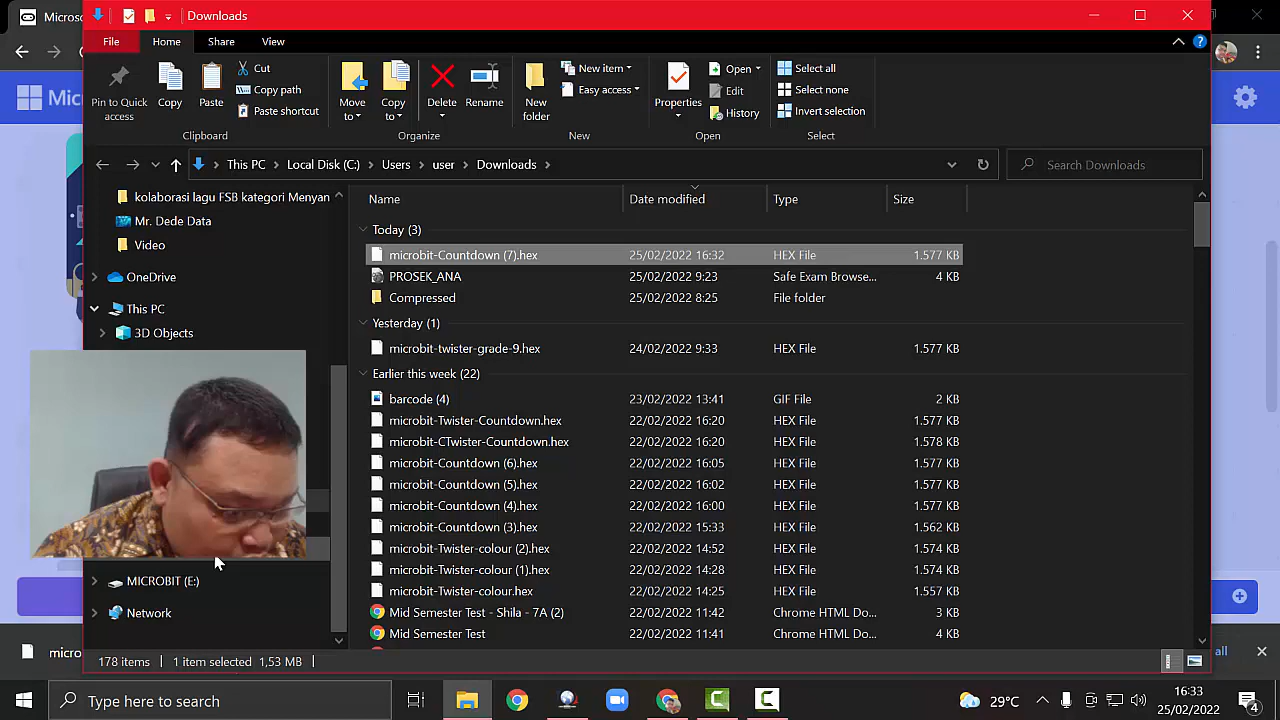 Microso
Downloads
File
Home
Share
View
Pin to Quick
access
Copy
Paste
Cut
Copy path
Paste shortcut
Clipboard
Move
to
Copy
to
Delete
Rename
Organize
New
folder
New item
Easy access
New
Properties
Open
Edit
History
Open
Select all
Select none
Invert selection
Select
Mic
This PC
Local Disk (C:)
Users
user
Downloads
Search Downloads
Name
Date modified
Type
Size
kolaborasi lagu FSB kategori Menyan
Mr. Dede Data
Video
OneDrive
This PC
3D Objects
MICROBIT (E:)
Network
Today (3)
microbit-Countdown (7).hex 25/02/2022 16:32 HEX File 1.577 KB
PROSEK_ANA 25/02/2022 9:23 Safe Exam Browse... 4 KB
Compressed 25/02/2022 8:25 File folder
Yesterday (1)
microbit-twister-grade-9.hex 24/02/2022 9:33 HEX File 1.577 KB
Earlier this week (22)
barcode (4) 23/02/2022 13:41 GIF File 2 KB
microbit-Twister-Countdown.hex 22/02/2022 16:20 HEX File 1.577 KB
microbit-CTwister-Countdown.hex 22/02/2022 16:20 HEX File 1.578 KB
microbit-Countdown (6).hex 22/02/2022 16:05 HEX File 1.577 KB
microbit-Countdown (5).hex 22/02/2022 16:02 HEX File 1.577 KB
microbit-Countdown (4).hex 22/02/2022 16:00 HEX File 1.577 KB
microbit-Countdown (3).hex 22/02/2022 15:33 HEX File 1.562 KB
microbit-Twister-colour (2).hex 22/02/2022 14:52 HEX File 1.574 KB
microbit-Twister-colour (1).hex 22/02/2022 14:28 HEX File 1.574 KB
microbit-Twister-colour.hex 22/02/2022 14:25 HEX File 1.557 KB
Mid Semester Test - Shila - 7A (2) 22/02/2022 11:42 Chrome HTML Do... 3 KB
Mid Semester Test 22/02/2022 11:41 Chrome HTML Do... 4 KB
micro
all
178 items
1 item selected 1,53 MB
Type here to search
29°C
16:33
25/02/2022
4